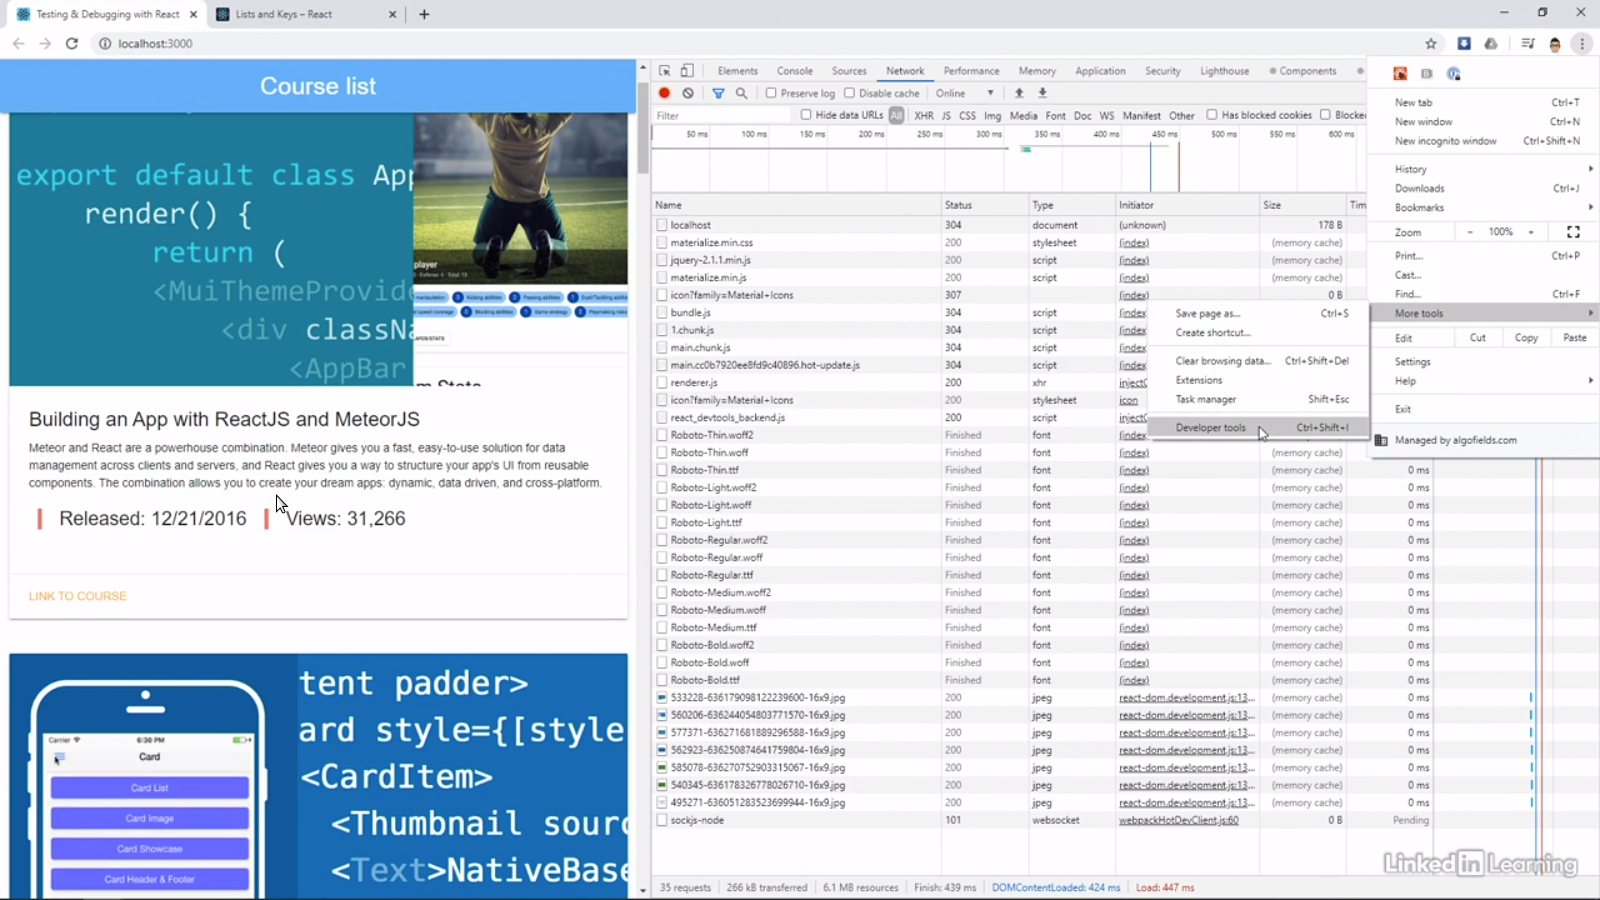 Testing & Debugging with React
Lists and Keys – React
localhost:3000
Course list
export default class App
render() {
return (
<MuiThemeProvide
<div classNa
<AppBar
player
Building an App with ReactJS and MeteorJS
Meteor and React are a powerhouse combination. Meteor gives you a fast, easy-to-use solution for data
management across clients and servers, and React gives you a way to structure your app's UI from reusable
components. The combination allows you to create your dream apps: dynamic, data driven, and cross-platform.
Released: 12/21/2016 Views: 31,266
LINK TO COURSE
Carrier 6:30 PM
Card
Card List
Card Image
Card Showcase
Card Header & Footer
tent padder>
ard style={[style
<CardItem>
<Thumbnail sourc
<Text>NativeBase
Elements Console Sources Network Performance Memory Application Security Lighthouse Components
Preserve log Disable cache Online
Filter Hide data URLs All XHR JS CSS Img Media Font Doc WS Manifest Other Has blocked cookies Blocked
50 ms 100 ms 150 ms 200 ms 250 ms 300 ms 350 ms 400 ms 450 ms 500 ms 550 ms 600 ms
Name Status Type Initiator Size Tim
localhost 304 document (unknown) 178 B
materialize.min.css 200 stylesheet (index) (memory cache)
jquery-2.1.1.min.js 200 script (index) (memory cache)
materialize.min.js 200 script (index) (memory cache)
icon?family=Material+Icons 307 (index) 0 B
bundle.js 304 script (index)
1.chunk.js 304 script (index)
main.chunk.js 304 script (index)
main.cc0b7920ee8fd9c40896.hot-update.js 304 script (index)
renderer.js 200 xhr injectC
icon?family=Material+Icons 200 stylesheet icon
react_devtools_backend.js 200 script injectC
Roboto-Thin.woff2 Finished font (index)
Roboto-Thin.woff Finished font (index) (memory cache)
Roboto-Thin.ttf Finished font (index) (memory cache) 0 ms
Roboto-Light.woff2 Finished font (index) (memory cache) 0 ms
Roboto-Light.woff Finished font (index) (memory cache) 0 ms
Roboto-Light.ttf Finished font (index) (memory cache) 0 ms
Roboto-Regular.woff2 Finished font (index) (memory cache) 0 ms
Roboto-Regular.woff Finished font (index) (memory cache) 0 ms
Roboto-Regular.ttf Finished font (index) (memory cache) 0 ms
Roboto-Medium.woff2 Finished font (index) (memory cache) 0 ms
Roboto-Medium.woff Finished font (index) (memory cache) 0 ms
Roboto-Medium.ttf Finished font (index) (memory cache) 0 ms
Roboto-Bold.woff2 Finished font (index) (memory cache) 0 ms
Roboto-Bold.woff Finished font (index) (memory cache) 0 ms
Roboto-Bold.ttf Finished font (index) (memory cache) 0 ms
533228-636179098122239600-16x9.jpg 200 jpeg react-dom.development.js:13... (memory cache) 0 ms
560206-636244054803771570-16x9.jpg 200 jpeg react-dom.development.js:13... (memory cache) 0 ms
577371-636271681889296588-16x9.jpg 200 jpeg react-dom.development.js:13... (memory cache) 0 ms
562923-636250874641759804-16x9.jpg 200 jpeg react-dom.development.js:13... (memory cache) 0 ms
585078-636270752903315067-16x9.jpg 200 jpeg react-dom.development.js:13... (memory cache) 0 ms
540345-636178326778026710-16x9.jpg 200 jpeg react-dom.development.js:13... (memory cache) 0 ms
495271-636051283523699944-16x9.jpg 200 jpeg react-dom.development.js:13... (memory cache) 0 ms
sockjs-node 101 websocket webpackHotDevClient.js:60 0 B Pending
35 requests 266 kB transferred 6.1 MB resources Finish: 439 ms DOMContentLoaded: 424 ms Load: 447 ms
New tab Ctrl+T
New window Ctrl+N
New incognito window Ctrl+Shift+N
History
Downloads Ctrl+J
Bookmarks
Zoom - 100% +
Print... Ctrl+P
Cast...
Find... Ctrl+F
More tools
Edit Cut Copy Paste
Settings
Help
Exit
Managed by algofields.com
Save page as... Ctrl+S
Create shortcut...
Clear browsing data... Ctrl+Shift+Del
Extensions
Task manager Shift+Esc
Developer tools Ctrl+Shift+I
Linked in Learning